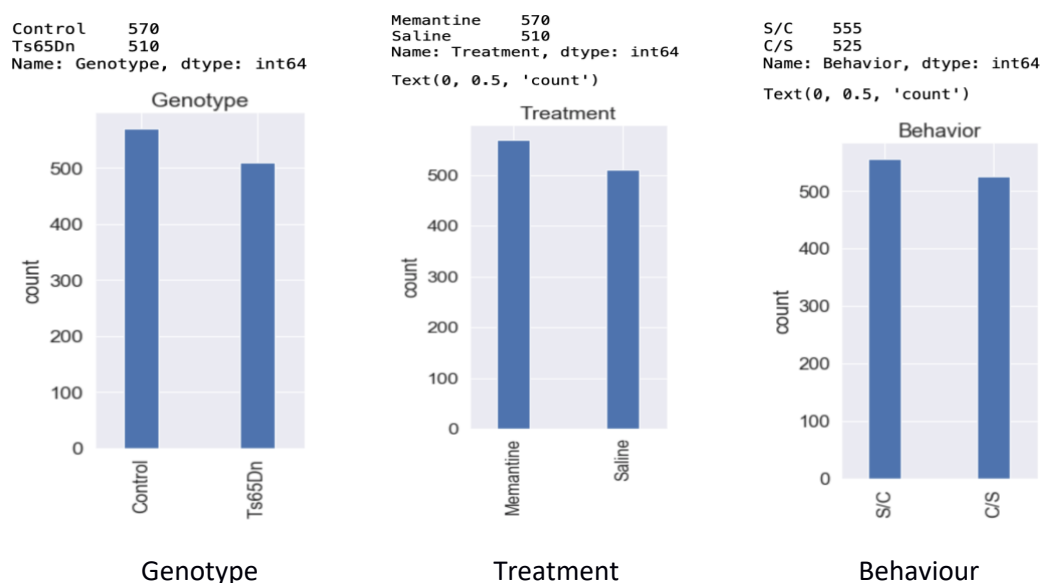 Control 570
Ts65Dn 510
Name: Genotype, dtype: int64
Genotype
500
400
300
200
100
0
count
Control
Ts65Dn
Genotype
Memantine 570
Saline 510
Name: Treatment, dtype: int64
Text(0, 0.5, 'count')
Treatment
500
400
300
200
100
0
count
Memantine
Saline
Treatment
S/C 555
C/S 525
Name: Behavior, dtype: int64
Text(0, 0.5, 'count')
Behavior
500
400
300
200
100
0
count
S/C
C/S
Behaviour